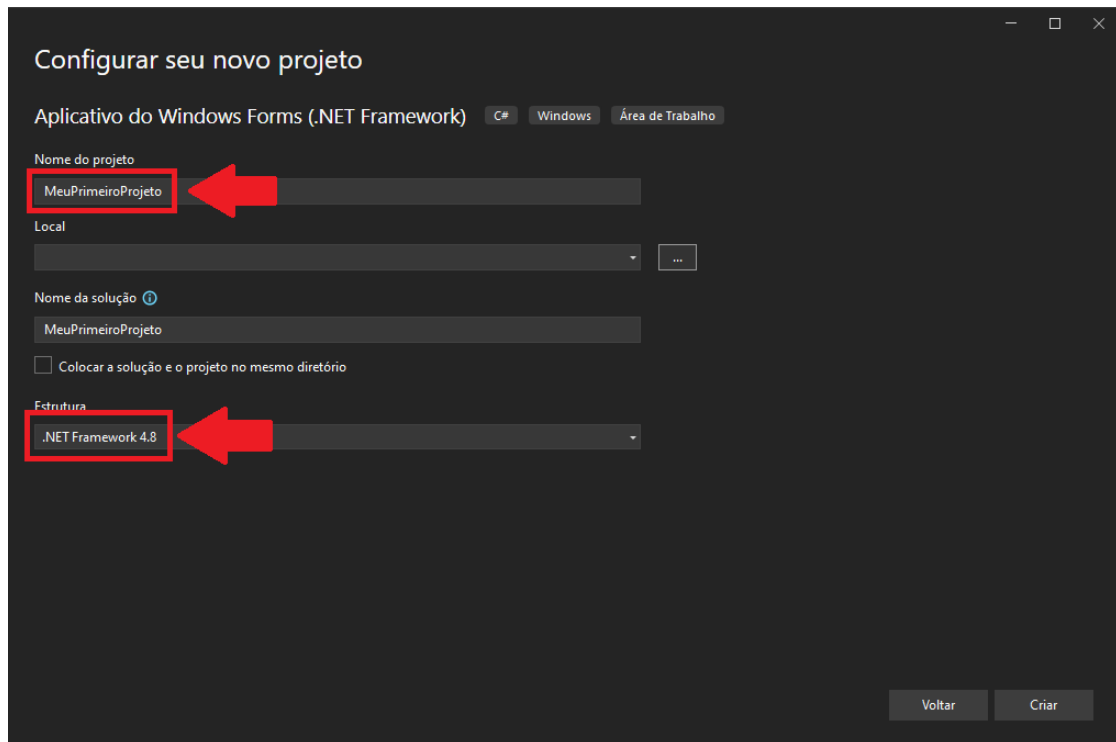 Configurar seu novo projeto
Aplicativo do Windows Forms (.NET Framework) C# Windows Área de Trabalho
Nome do projeto
MeuPrimeiroProjeto
Local
...
Nome da solução
MeuPrimeiroProjeto
Colocar a solução e o projeto no mesmo diretório
Estrutura
.NET Framework 4.8
Voltar Criar